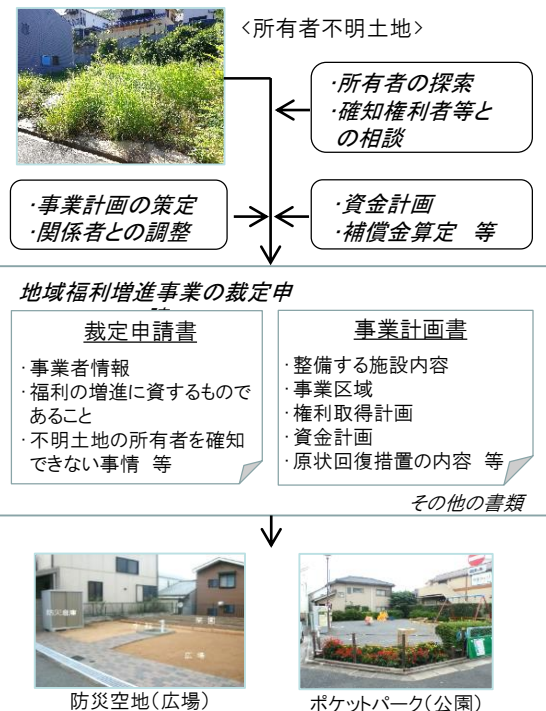 <所有者不明土地>
・所有者の探索
・確知権利者等と
の相談
・事業計画の策定
・関係者との調整
・資金計画
・補償金算定 等
地域福利増進事業の裁定申
裁定申請書
・事業者情報
・福利の増進に資するもので
あること
・不明土地の所有者を確知
できない事情 等
事業計画書
・整備する施設内容
・事業区域
・権利取得計画
・資金計画
・原状回復措置の内容 等
その他の書類
防災倉庫
広場
防災空地(広場)
ポケットパーク(公園)